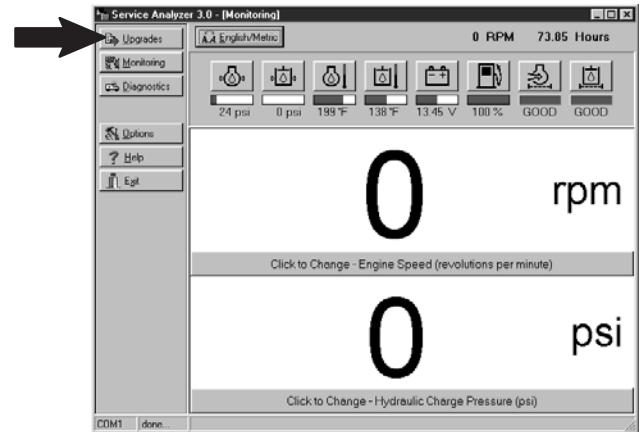 Service Analyzer 3.0 - [Monitoring]
Upgrades
Monitoring
Diagnostics
Options
Help
Exit
English/Metric
0 RPM 73.05 Hours
24 psi 0 psi 199°F 138°F 13.45 V 100% GOOD GOOD
0 rpm
Click to Change - Engine Speed (revolutions per minute)
0 psi
Click to Change - Hydraulic Charge Pressure (psi)
COM1 done...